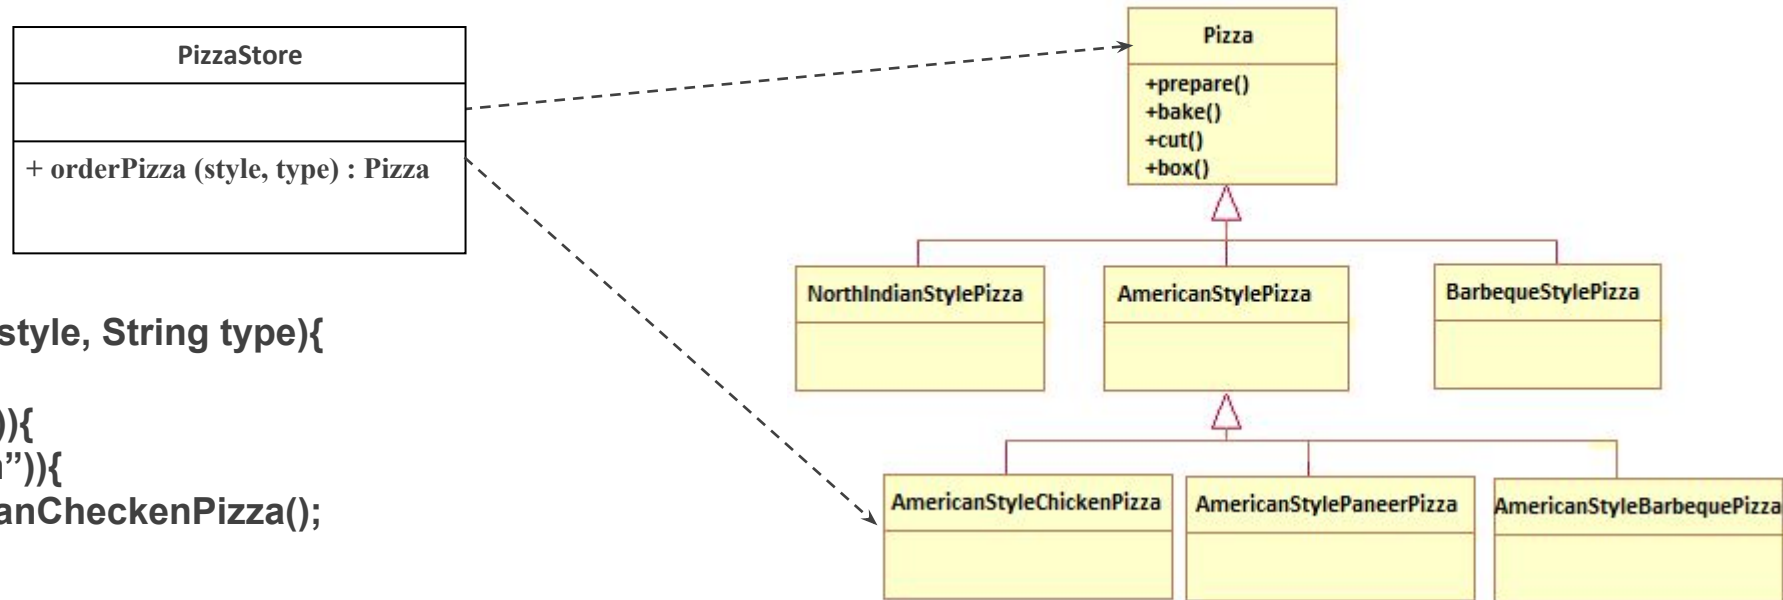 PizzaStore
+ orderPizza (style, type) : Pizza
Pizza
+prepare()
+bake()
+cut()
+box()
NorthIndianStylePizza
AmericanStylePizza
BarbequeStylePizza
style, String type){
)){
”)){
anCheckenPizza();
AmericanStyleChickenPizza
AmericanStylePaneerPizza
AmericanStyleBarbequePizza